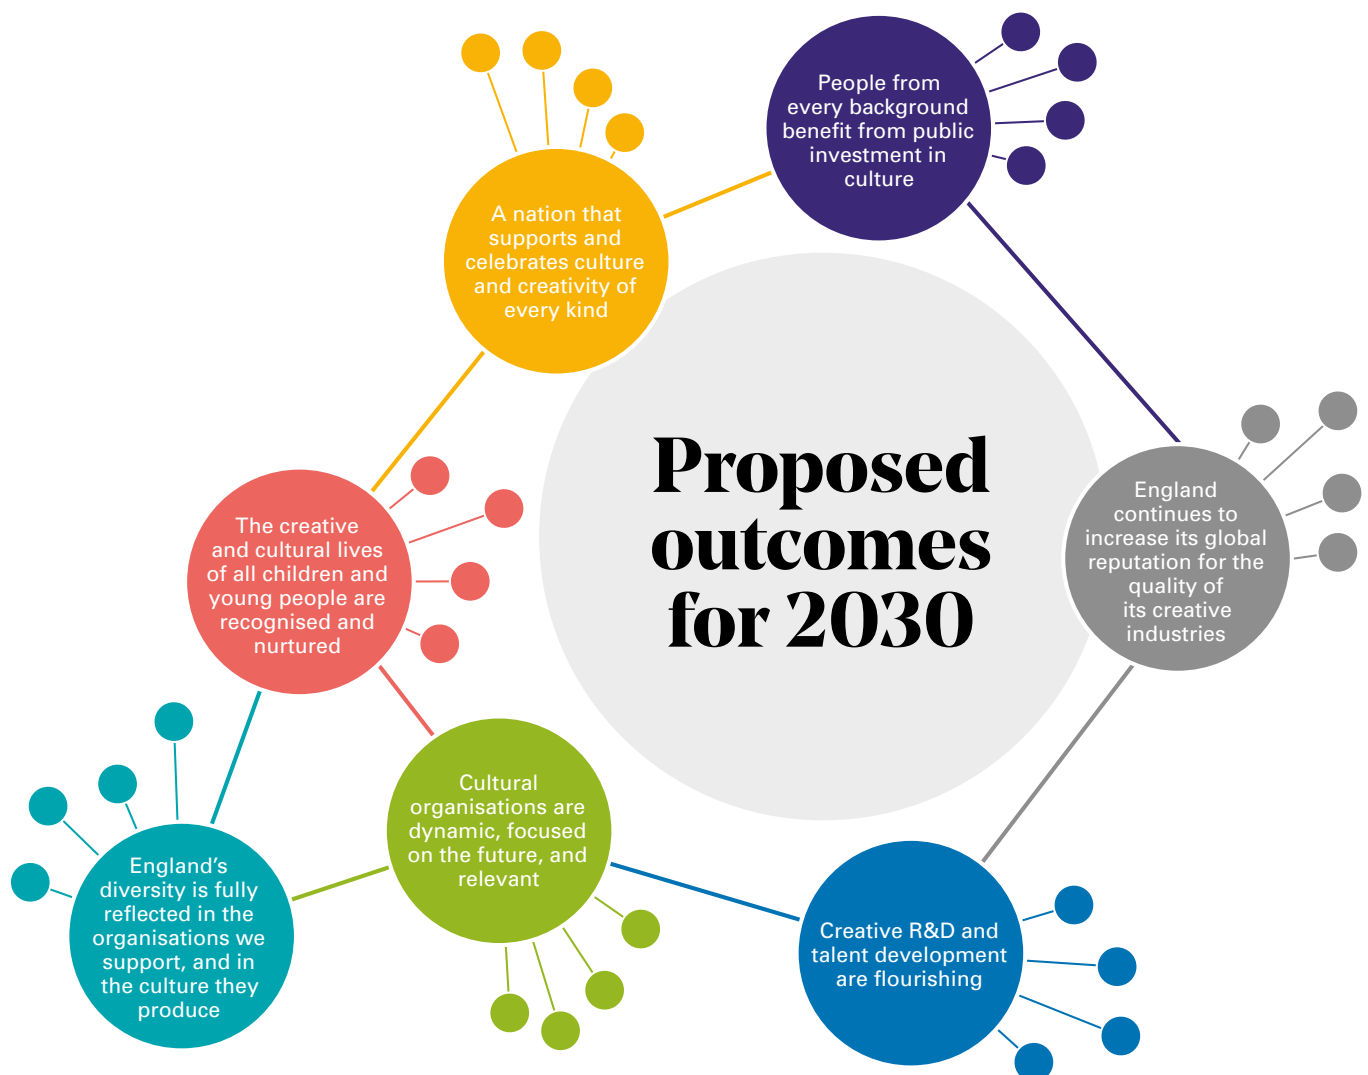 People from
every background
benefit from public
investment in
culture
A nation that
supports and
celebrates culture
and creativity of
every kind
Proposed
outcomes
for 2030
England
continues to
increase its global
reputation for the
quality of
its creative
industries
The creative
and cultural lives
of all children and
young people are
recognised and
nurtured
Cultural
organisations are
dynamic, focused
on the future, and
relevant
England’s
diversity is fully
reflected in the
organisations we
support, and in
the culture they
produce
Creative R&D and
talent development
are flourishing